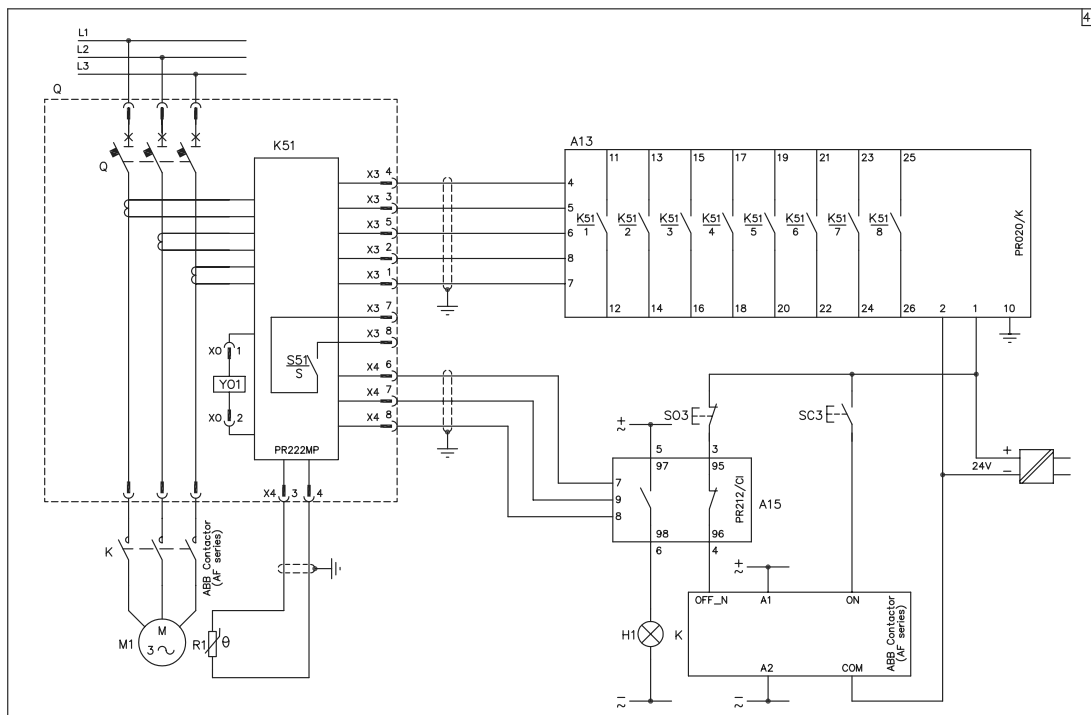 4
L1
L2
L3
Q
Q
K51
X3 4
X3 3
X3 5
X3 2
X3 1
X3 7
X3 8
X4 6
X4 7
X4 8
S51
S
X0 1
Y01
X0 2
PR222MP
X4 3 4
A13
11 13 15 17 19 21 23 25
4
5
6
8
7
K51 K51 K51 K51 K51 K51 K51 K51
1 2 3 4 5 6 7 8
PR020/K
12 14 16 18 20 22 24 26 2 1 10
S03
SC3
+
~
5 3
97 95
7
9
8
PR212/CI
A15
98 96
6 4
24V
+
−
K
ABB Contactor
(AF series)
M
3 ~
M1
R1 θ
+
~
OFF_N A1 ON
K
ABB Contactor
(AF series)
A2 COM
H1
−
~
−
~